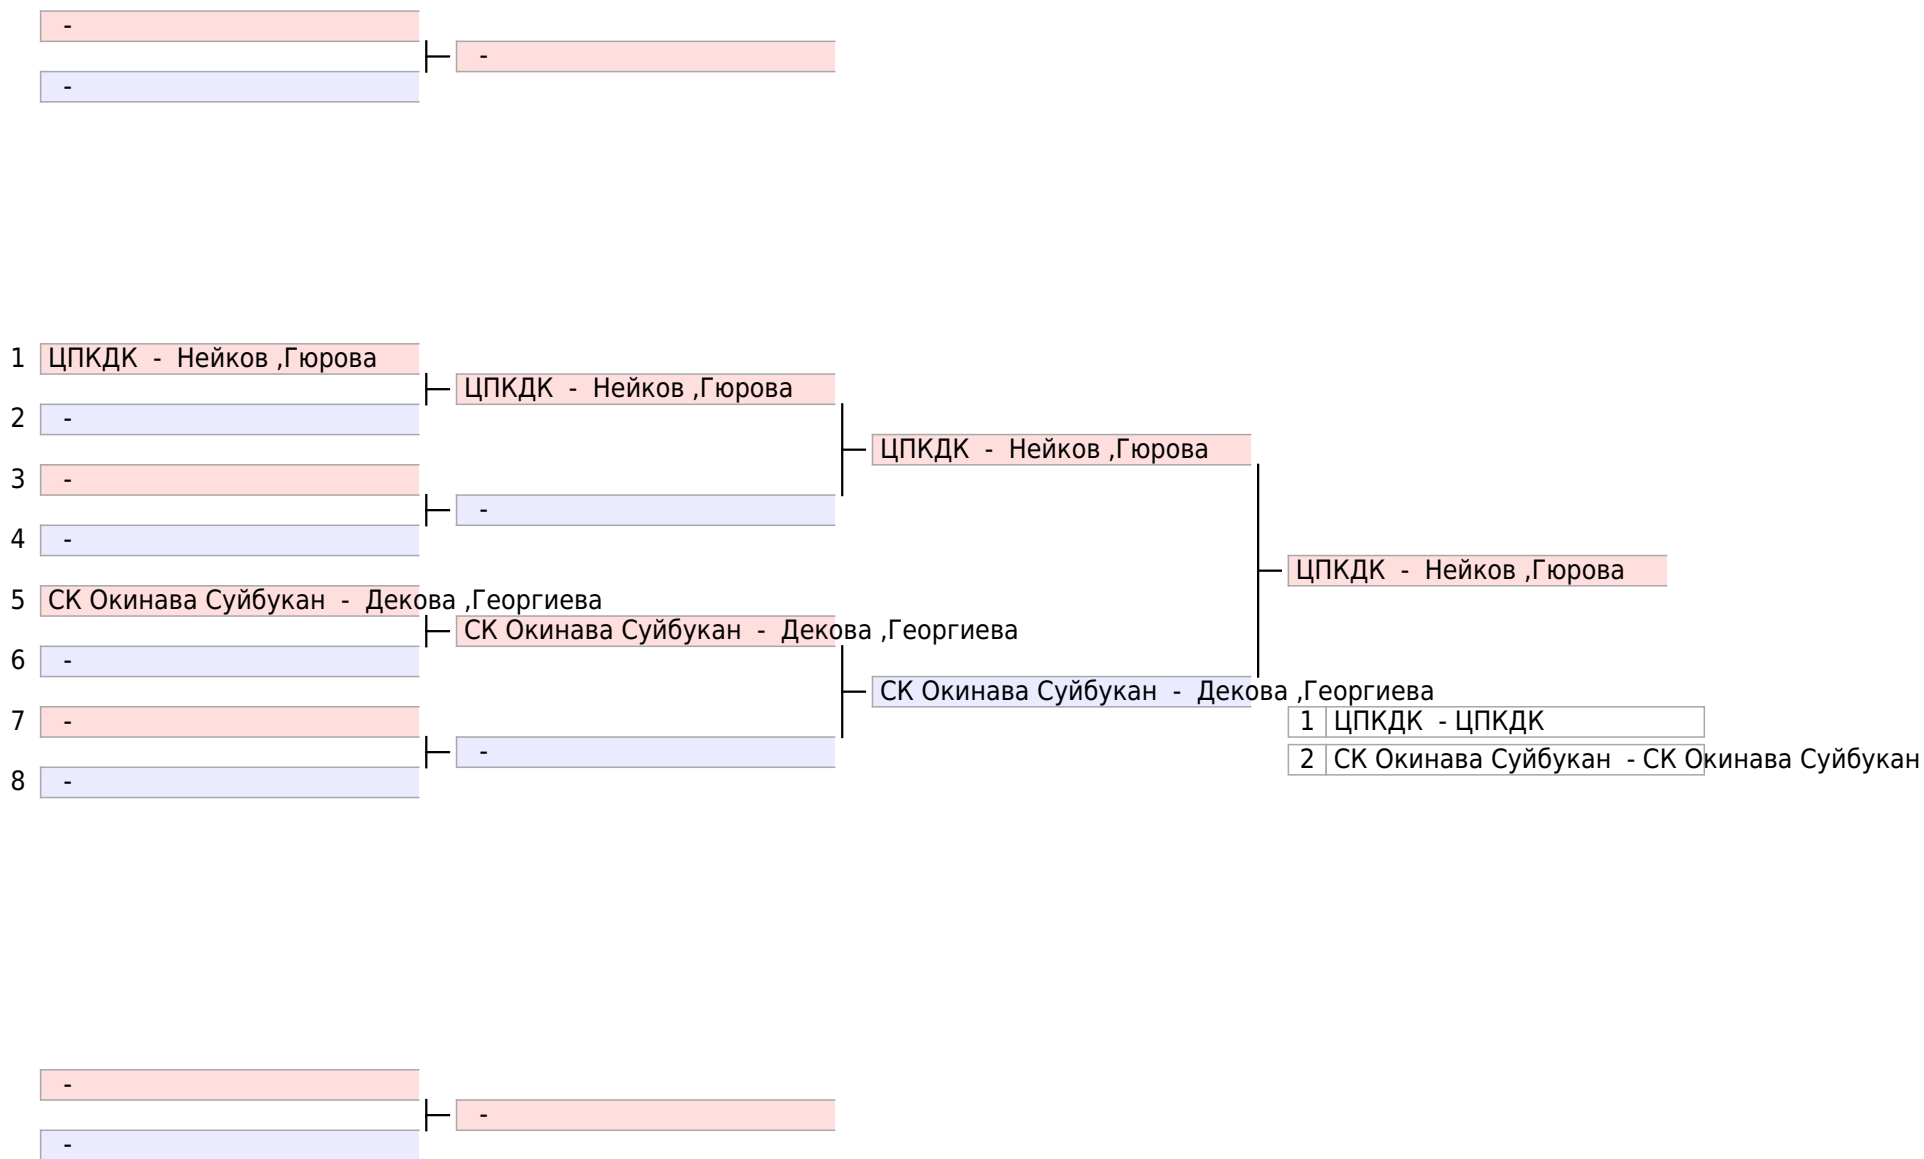 -
-
-
1 ЦПКДК - Нейков ,Гюрова
ЦПКДК - Нейков ,Гюрова
2 -
ЦПКДК - Нейков ,Гюрова
3 -
-
4 -
ЦПКДК - Нейков ,Гюрова
5 СК Окинава Суйбукан - Декова ,Георгиева
СК Окинава Суйбукан - Декова ,Георгиева
6 -
СК Окинава Суйбукан - Декова ,Георгиева
7 -
1 ЦПКДК - ЦПКДК
-
2 СК Окинава Суйбукан - СК Окинава Суйбукан
8 -
-
-
-